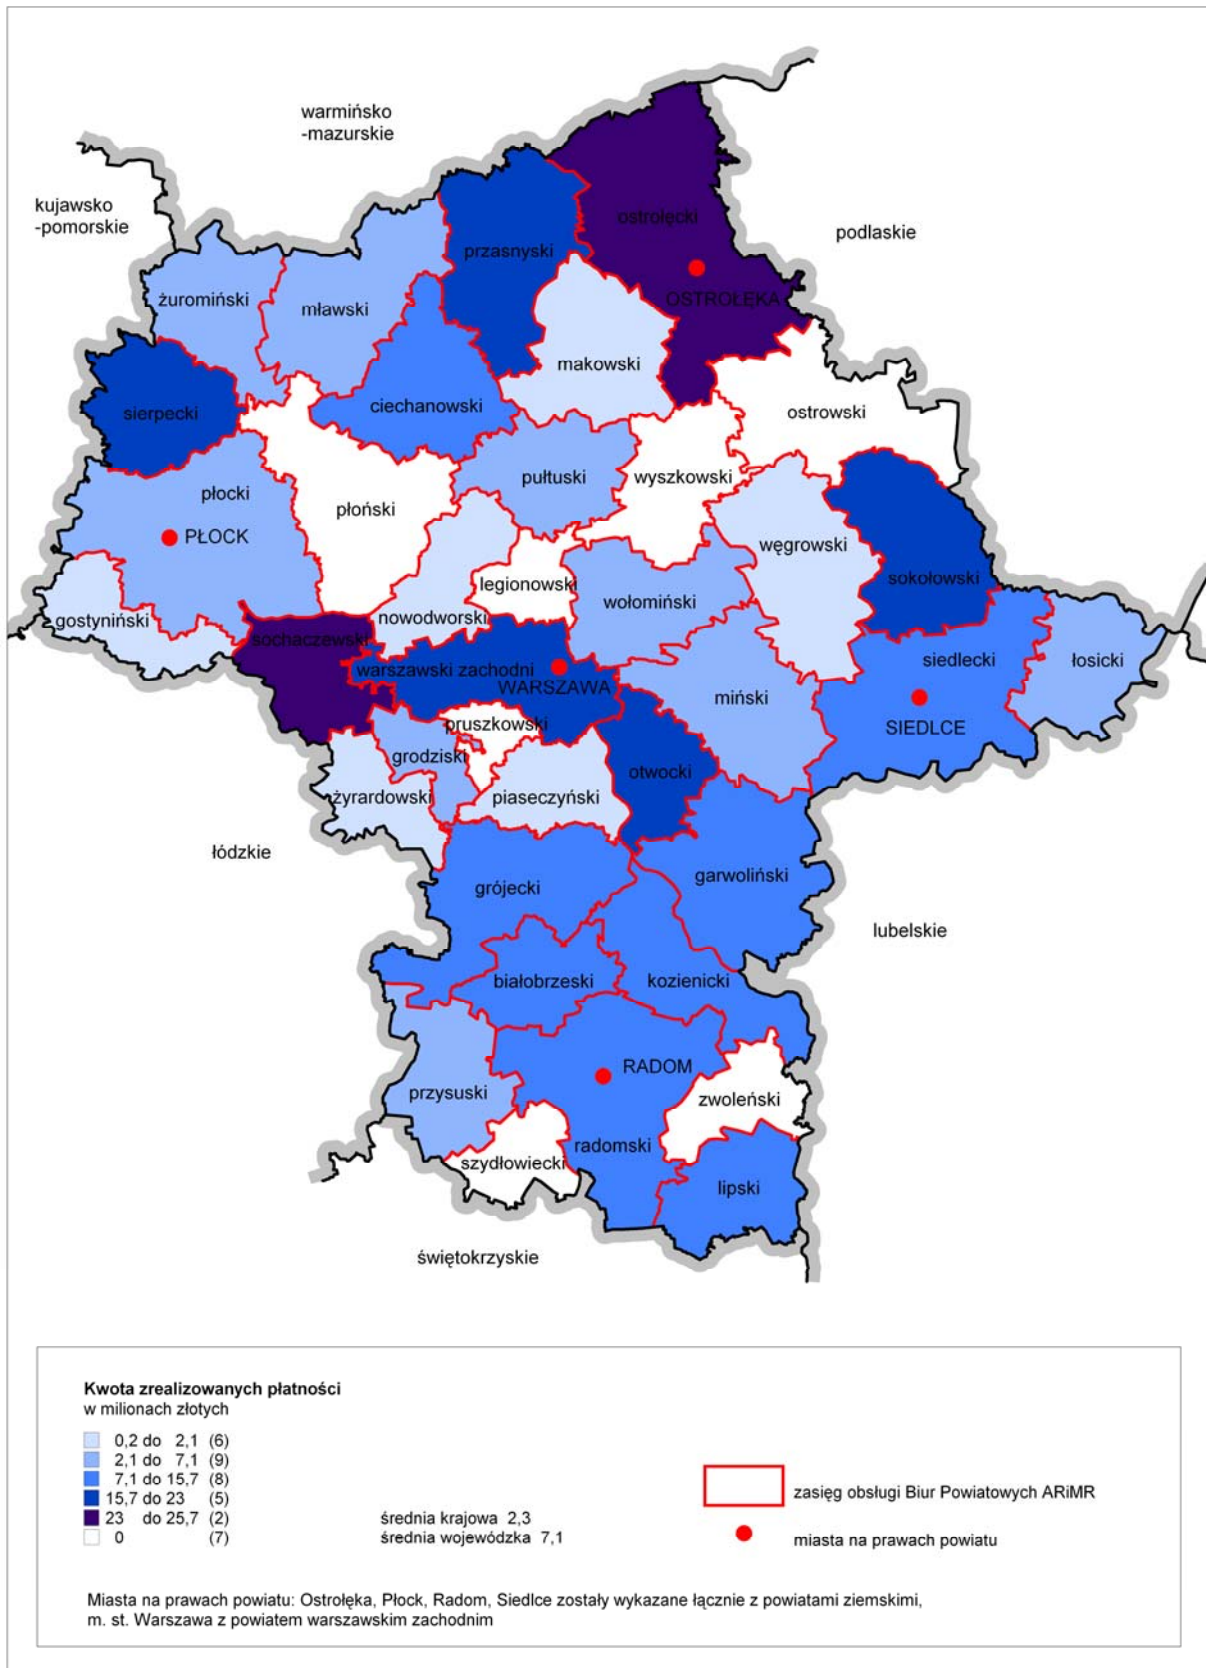 warmińsko
-mazurskie
kujawsko
-pomorskie
podlaskie
ostrołęcki
przasnyski
OSTROŁĘKA
żuromiński
mławski
makowski
sierpecki
ciechanowski
ostrowski
płocki
pułtuski
wyszkowski
płoński
PŁOCK
węgrowski
sokołowski
legionowski
wołomiński
gostyniński
nowodworski
sochaczewski
siedlecki
łosicki
warszawski zachodni
WARSZAWA
miński
SIEDLCE
pruszkowski
grodziski
otwocki
żyrardowski
piaseczyński
łódzkie
grójecki
garwoliński
lubelskie
białobrzeski
kozienicki
RADOM
przysuski
zwoleński
radomski
szydłowiecki
lipski
świętokrzyskie
Kwota zrealizowanych płatności
w milionach złotych
0,2 do 2,1 (6)
2,1 do 7,1 (9)
7,1 do 15,7 (8)
15,7 do 23 (5)
23 do 25,7 (2)
0 (7)
średnia krajowa 2,3
średnia wojewódzka 7,1
zasięg obsługi Biur Powiatowych ARiMR
miasta na prawach powiatu
Miasta na prawach powiatu: Ostrołęka, Płock, Radom, Siedlce zostały wykazane łącznie z powiatami ziemskimi,
m. st. Warszawa z powiatem warszawskim zachodnim